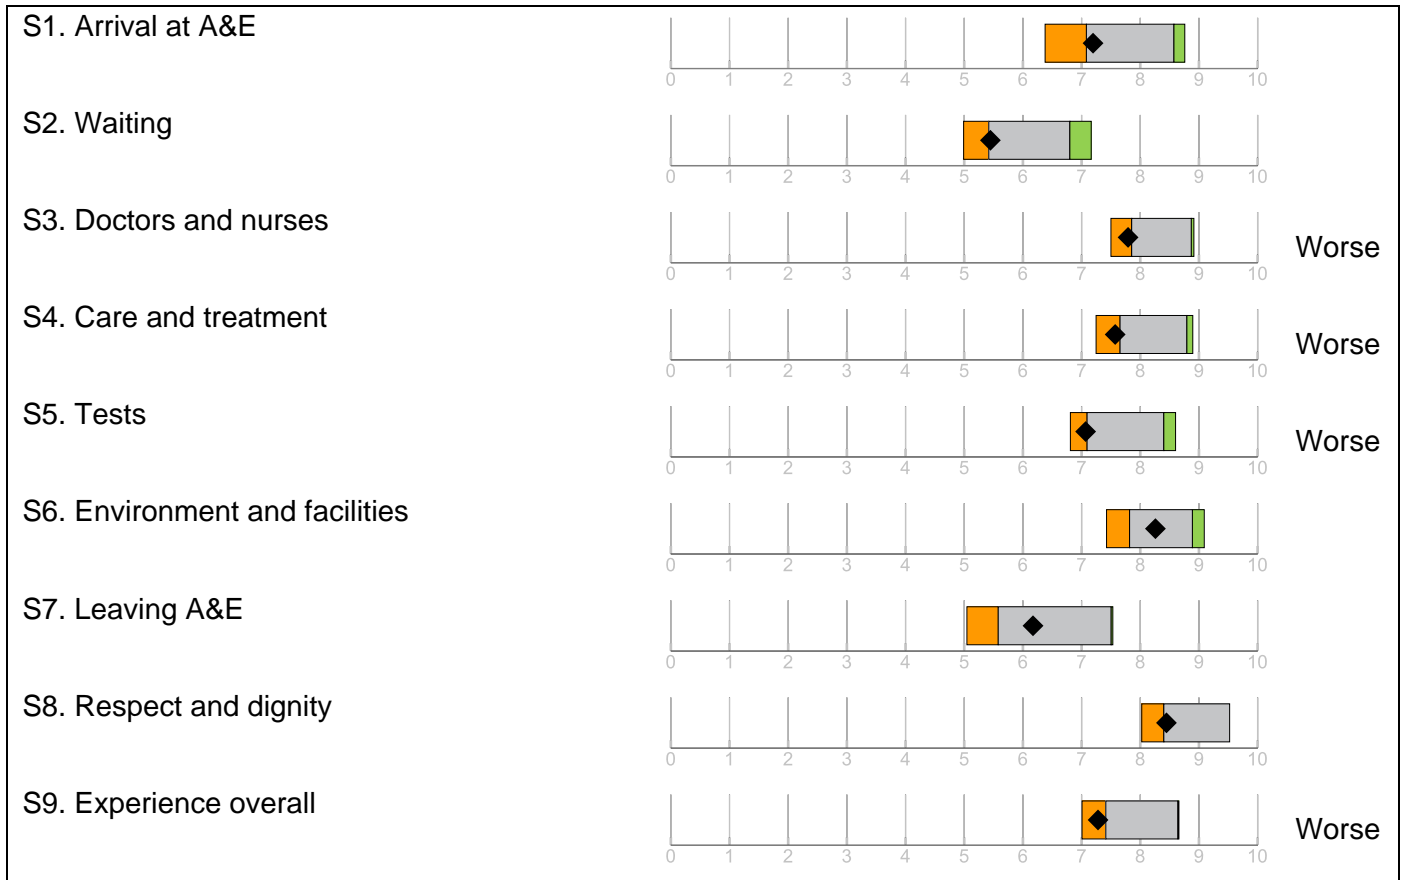 S1. Arrival at A&E
0 1 2 3 4 5 6 7 8 9 10
S2. Waiting
0 1 2 3 4 5 6 7 8 9 10
S3. Doctors and nurses
Worse
0 1 2 3 4 5 6 7 8 9 10
S4. Care and treatment
Worse
0 1 2 3 4 5 6 7 8 9 10
S5. Tests
Worse
0 1 2 3 4 5 6 7 8 9 10
S6. Environment and facilities
0 1 2 3 4 5 6 7 8 9 10
S7. Leaving A&E
0 1 2 3 4 5 6 7 8 9 10
S8. Respect and dignity
0 1 2 3 4 5 6 7 8 9 10
S9. Experience overall
Worse
0 1 2 3 4 5 6 7 8 9 10